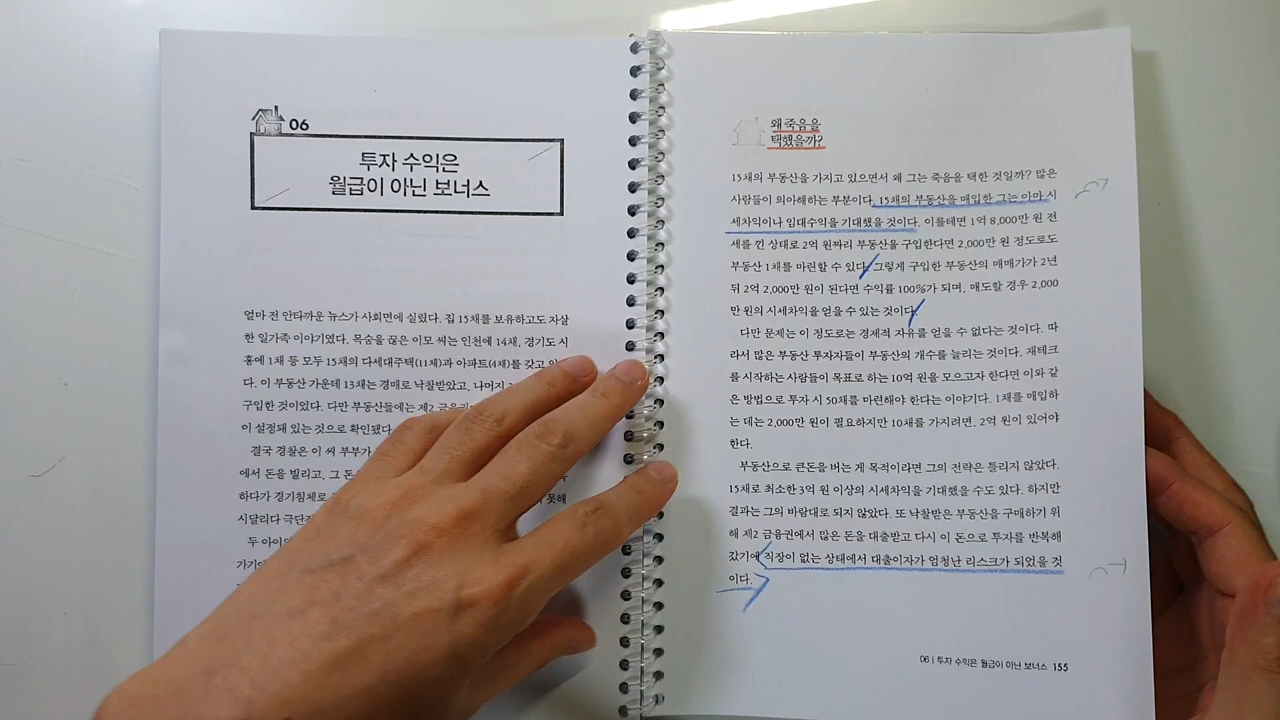 06
투자 수익은
월급이 아닌 보너스
얼마 전 안타까운 뉴스가 사회면에 실렸다. 집 15채를 보유하고도 자살
한 일가족 이야기였다. 목숨을 끊은 이모 씨는 인천에 14채, 경기도 시
흥에 1채 등 모두 15채의 다세대주택(11채)과 아파트(4채)를 갖고 있
다. 이 부동산 가운데 13채는 경매로 낙찰받았고, 나머지
구입한 것이었다. 다만 부동산들에는 제2
이 설정돼 있는 것으로 확인됐다.
결국 경찰은 이 씨 부부가
에서 돈을 빌리고, 그 돈
하다가 경기침체로 못해
시달리다
두
왜 죽음을
택했을까?
15채의 부동산을 가지고 있으면서 왜 그는 죽음을 택한 것일까? 많은
사람들이 의아해하는 부분이다. 15채의 부동산을 매입한 그는 아마 시
세차익이나 임대수익을 기대했을 것이다. 이를테면 1억 8,000만 원 전
세를 낀 상태로 2억 원짜리 부동산을 구입한다면 2,000만 원 정도로도
부동산 1채를 마련할 수 있다. 그렇게 구입한 부동산의 매매가가 2년
뒤 2억 2,000만 원이 된다면 수익률 100%가 되며, 매도할 경우 2,000
만 원의 시세차익을 얻을 수 있는 것이다.
다만 문제는 이 정도로는 경제적 자유를 얻을 수 없다는 것이다. 따
라서 많은 부동산 투자자들이 부동산의 개수를 늘리는 것이다. 재테크
를 시작하는 사람들이 목표로 하는 10억 원을 모으고자 한다면 이와 같
은 방법으로 투자 시 50채를 마련해야 한다는 이야기다. 1채를 매입하
는 데는 2,000만 원이 필요하지만 10채를 가지려면, 2억 원이 있어야
한다.
부동산으로 큰돈을 버는 게 목적이라면 그의 전략은 틀리지 않았다.
15채로 최소한 3억 원 이상의 시세차익을 기대했을 수도 있다. 하지만
결과는 그의 바람대로 되지 않았다. 또 낙찰받은 부동산을 구매하기 위
해 제2 금융권에서 많은 돈을 대출받고 다시 이 돈으로 투자를 반복해
갔기에 직장이 없는 상태에서 대출이자가 엄청난 리스크가 되었을 것
이다.
06 | 투자 수익은 월급이 아닌 보너스 155